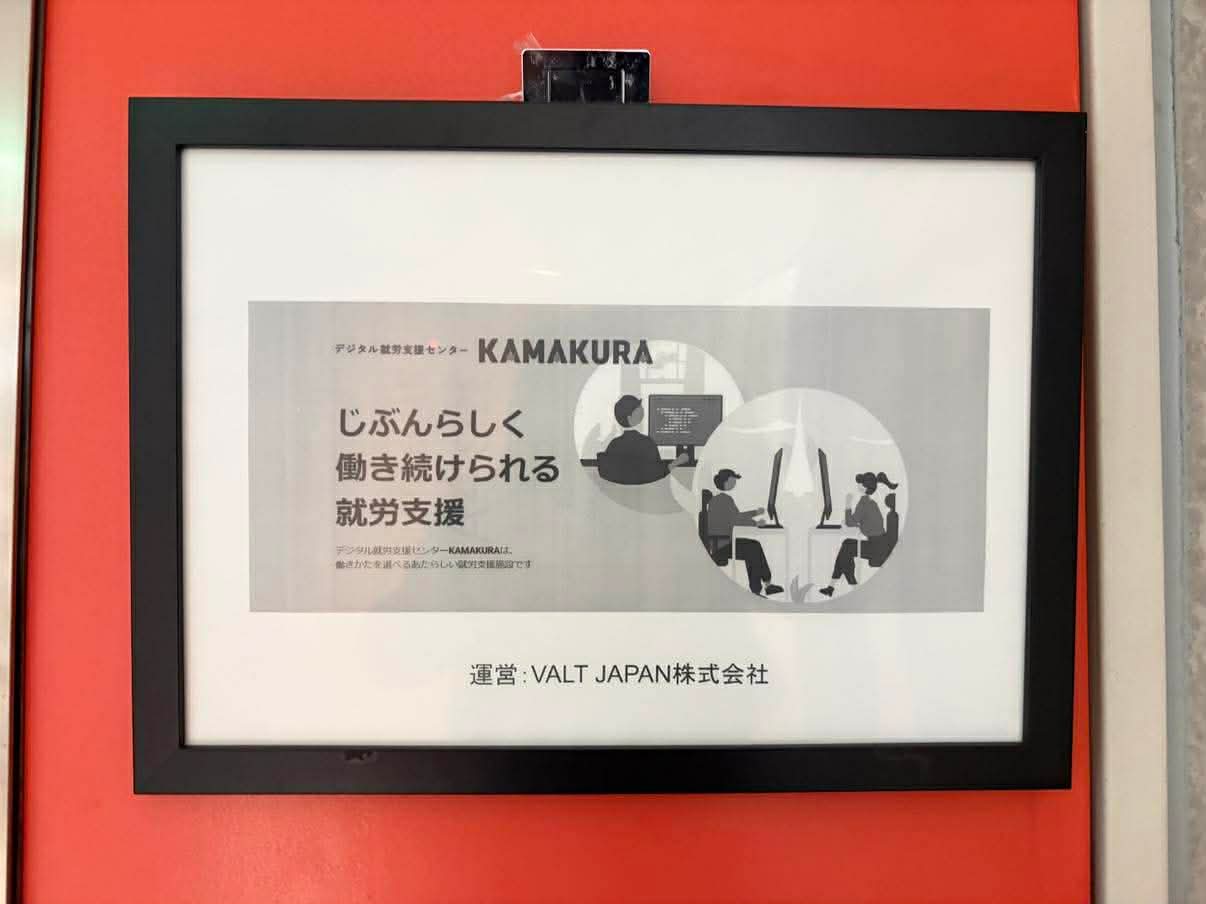 デジタル就労支援センター KAMAKURA
じぶんらしく
働き続けられる
就労支援
デジタル就労支援センターKAMAKURAは、
働きかたを選べるあたらしい就労支援施設です
運営：VALT JAPAN株式会社